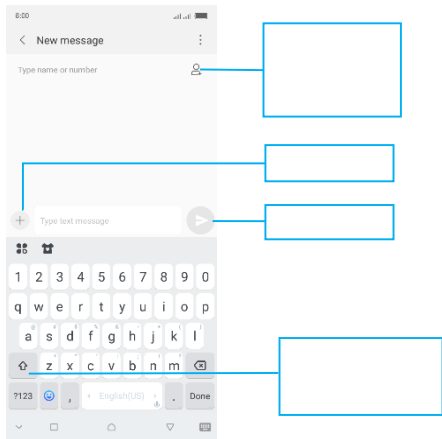 8:00
New message
Type name or number
Type text message
1 2 3 4 5 6 7 8 9 0
q w e r t y u i o p
a s d f g h j k l
z x c v b n m
?123 , English(US) . Done